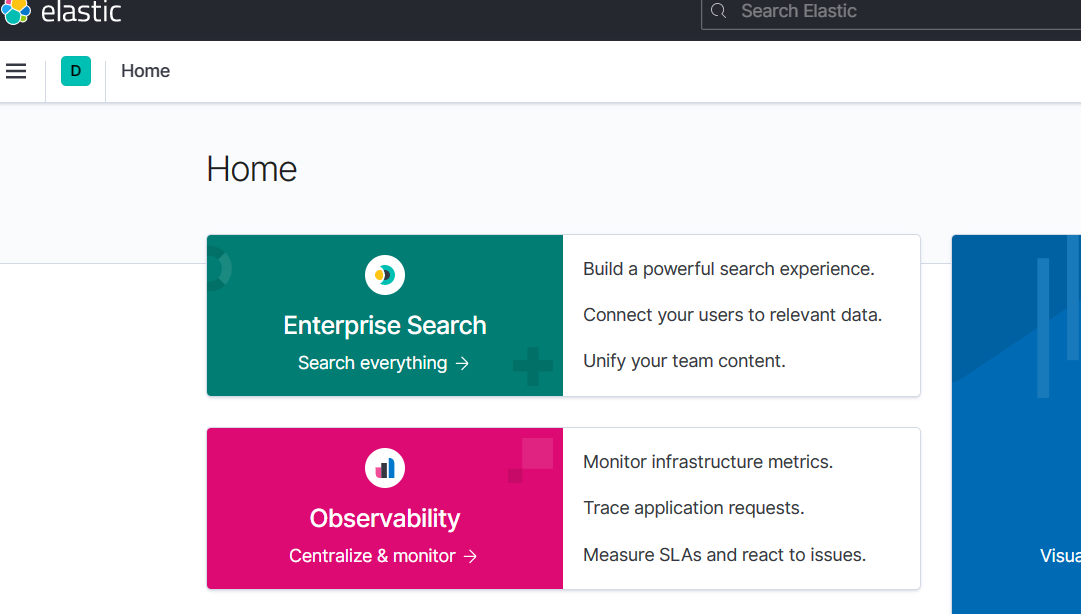 elastic
Search Elastic
D
Home
Home
Enterprise Search
Search everything →
Build a powerful search experience.
Connect your users to relevant data.
Unify your team content.
Observability
Centralize & monitor →
Monitor infrastructure metrics.
Trace application requests.
Measure SLAs and react to issues.
Visua